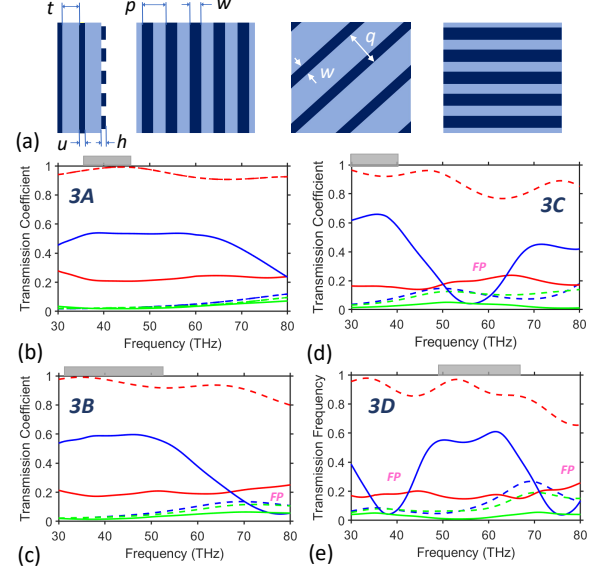 t p w q w
(a) u h
1 0.8 0.6 0.4 0.2 0
Transmission Coefficient
3A
30 40 50 60 70 80
Frequency (THz)
(b)
1 0.8 0.6 0.4 0.2 0
Transmission Coefficient
3C
FP
30 40 50 60 70 80
Frequency (THz)
(d)
1 0.8 0.6 0.4 0.2 0
Transmission Coefficient
3B
FP
30 40 50 60 70 80
Frequency (THz)
(c)
1 0.8 0.6 0.4 0.2 0
Transmission Frequency
3D
FP FP
30 40 50 60 70 80
Frequency (THz)
(e)